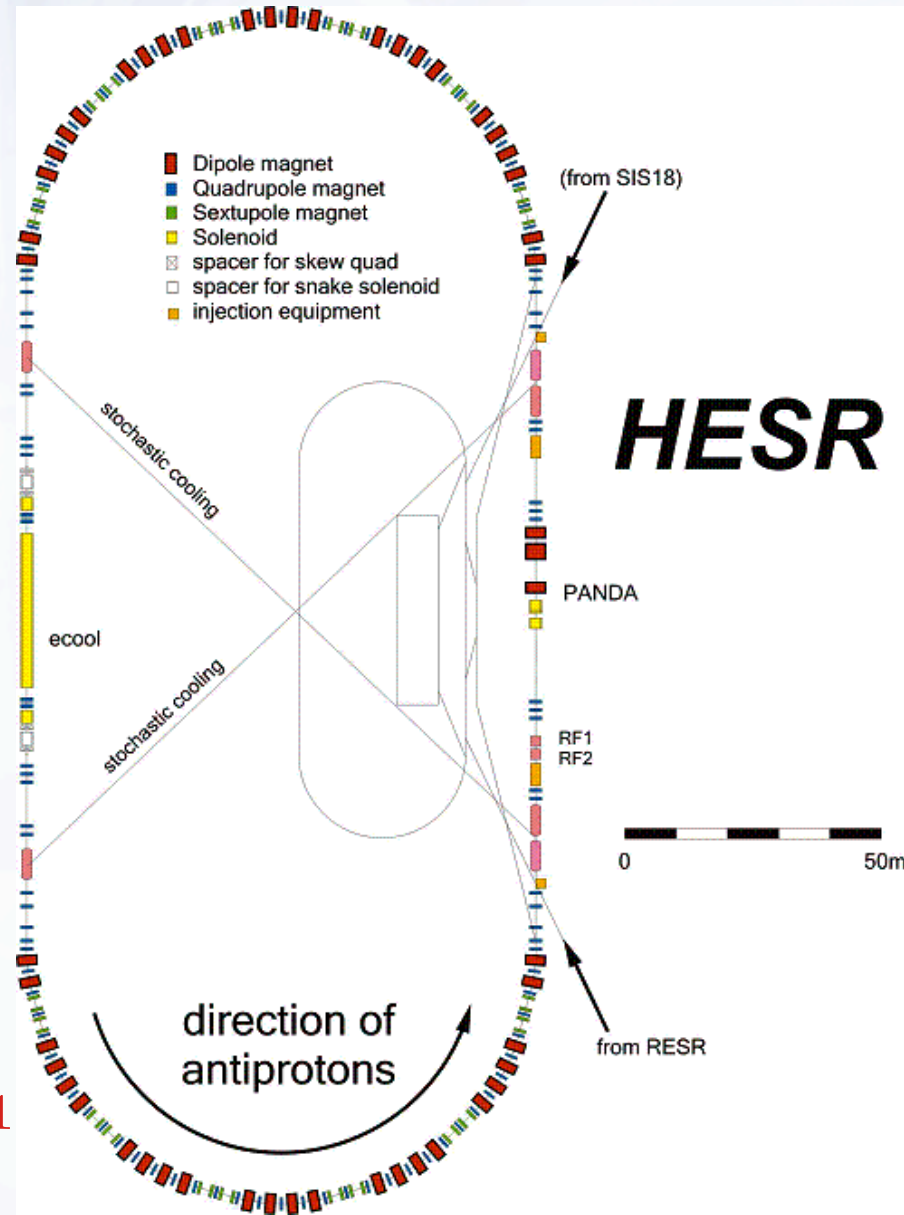 Dipole magnet
Quadrupole magnet
Sextupole magnet
Solenoid
spacer for skew quad
spacer for snake solenoid
injection equipment
(from SIS18)
HESR
stochastic cooling
PANDA
ecool
stochastic cooling
RF1
RF2
0 50m
direction of
antiprotons
from RESR
1